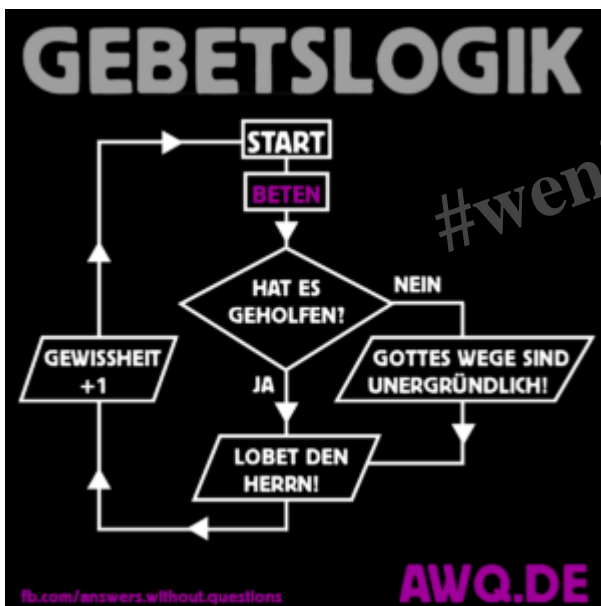 GEBETSLOGIK
START
BETEN
HAT ES
GEHOLFEN?
NEIN
GOTTES WEGE SIND
UNERGRÜNDLICH!
JA
LOBET DEN
HERRN!
GEWISSHEIT
+1
fb.com/answers.without.questions
AWQ.DE